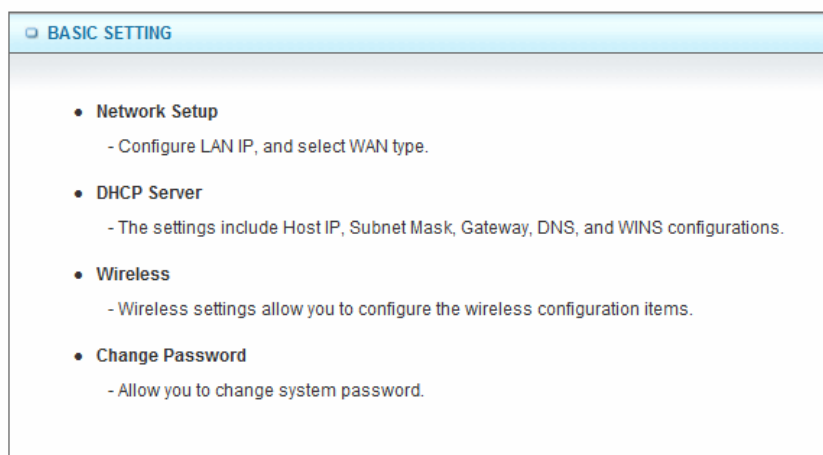 BASIC SETTING
• Network Setup
- Configure LAN IP, and select WAN type.
• DHCP Server
- The settings include Host IP, Subnet Mask, Gateway, DNS, and WINS configurations.
• Wireless
- Wireless settings allow you to configure the wireless configuration items.
• Change Password
- Allow you to change system password.